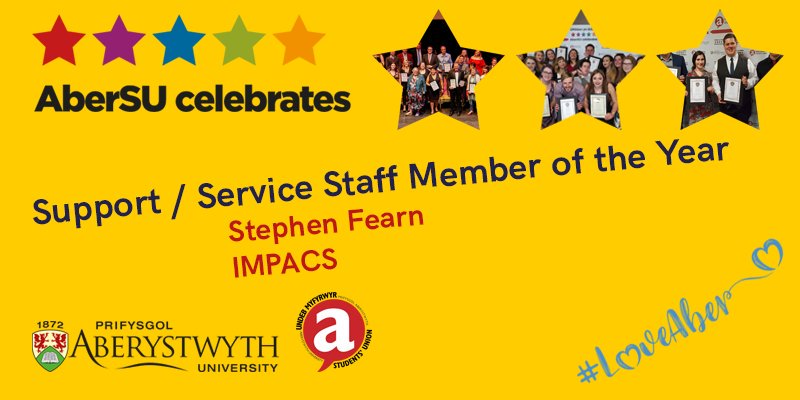 AberSU celebrates
Support / Service Staff Member of the Year
Stephen Fearn
IMPACS
1872
PRIFYSGOL
ABERYSTWYTH
UNIVERSITY
UNDEB MYFYRWYR
a
STUDENTS' UNION
#LoveAber